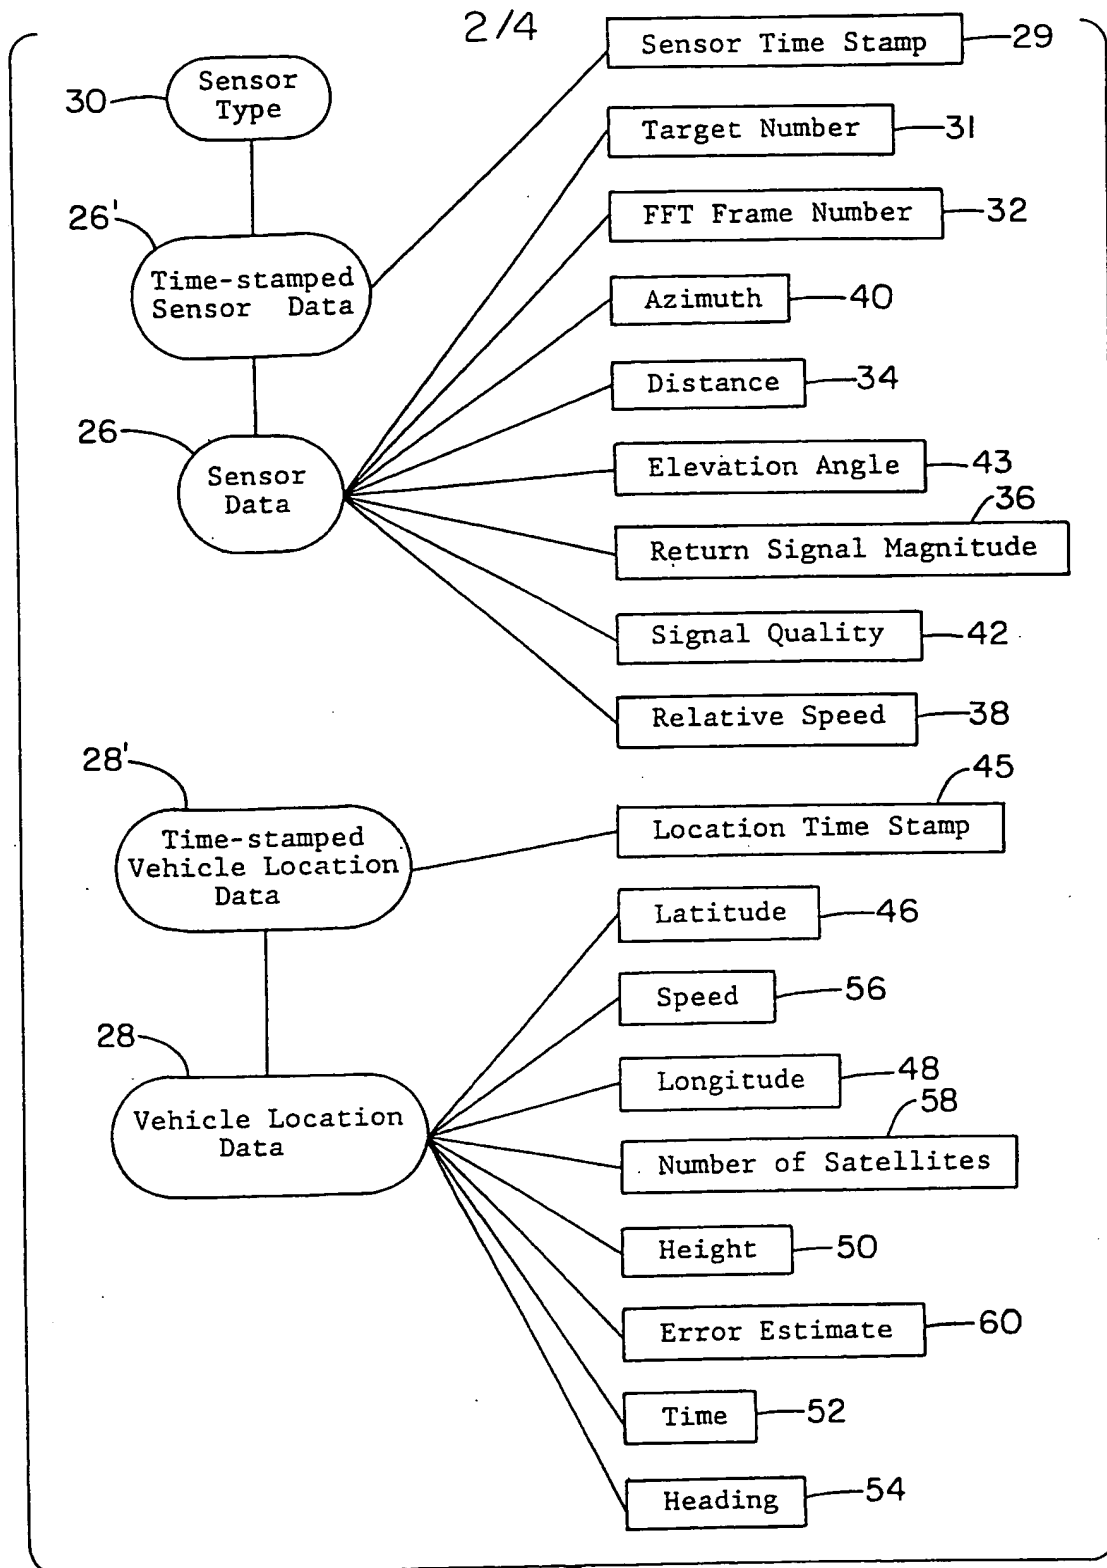 2/4
Sensor Time Stamp
29
Sensor
Type
30
Target Number
31
26'
FFT Frame Number
32
Time-stamped
Sensor Data
Azimuth
40
Distance
34
26
Sensor
Data
Elevation Angle
43
36
Return Signal Magnitude
Signal Quality
42
Relative Speed
38
28'
45
Time-stamped
Vehicle Location
Data
Location Time Stamp
Latitude
46
Speed
56
28
Longitude
48
58
Vehicle Location
Data
Number of Satellites
Height
50
Error Estimate
60
Time
52
Heading
54